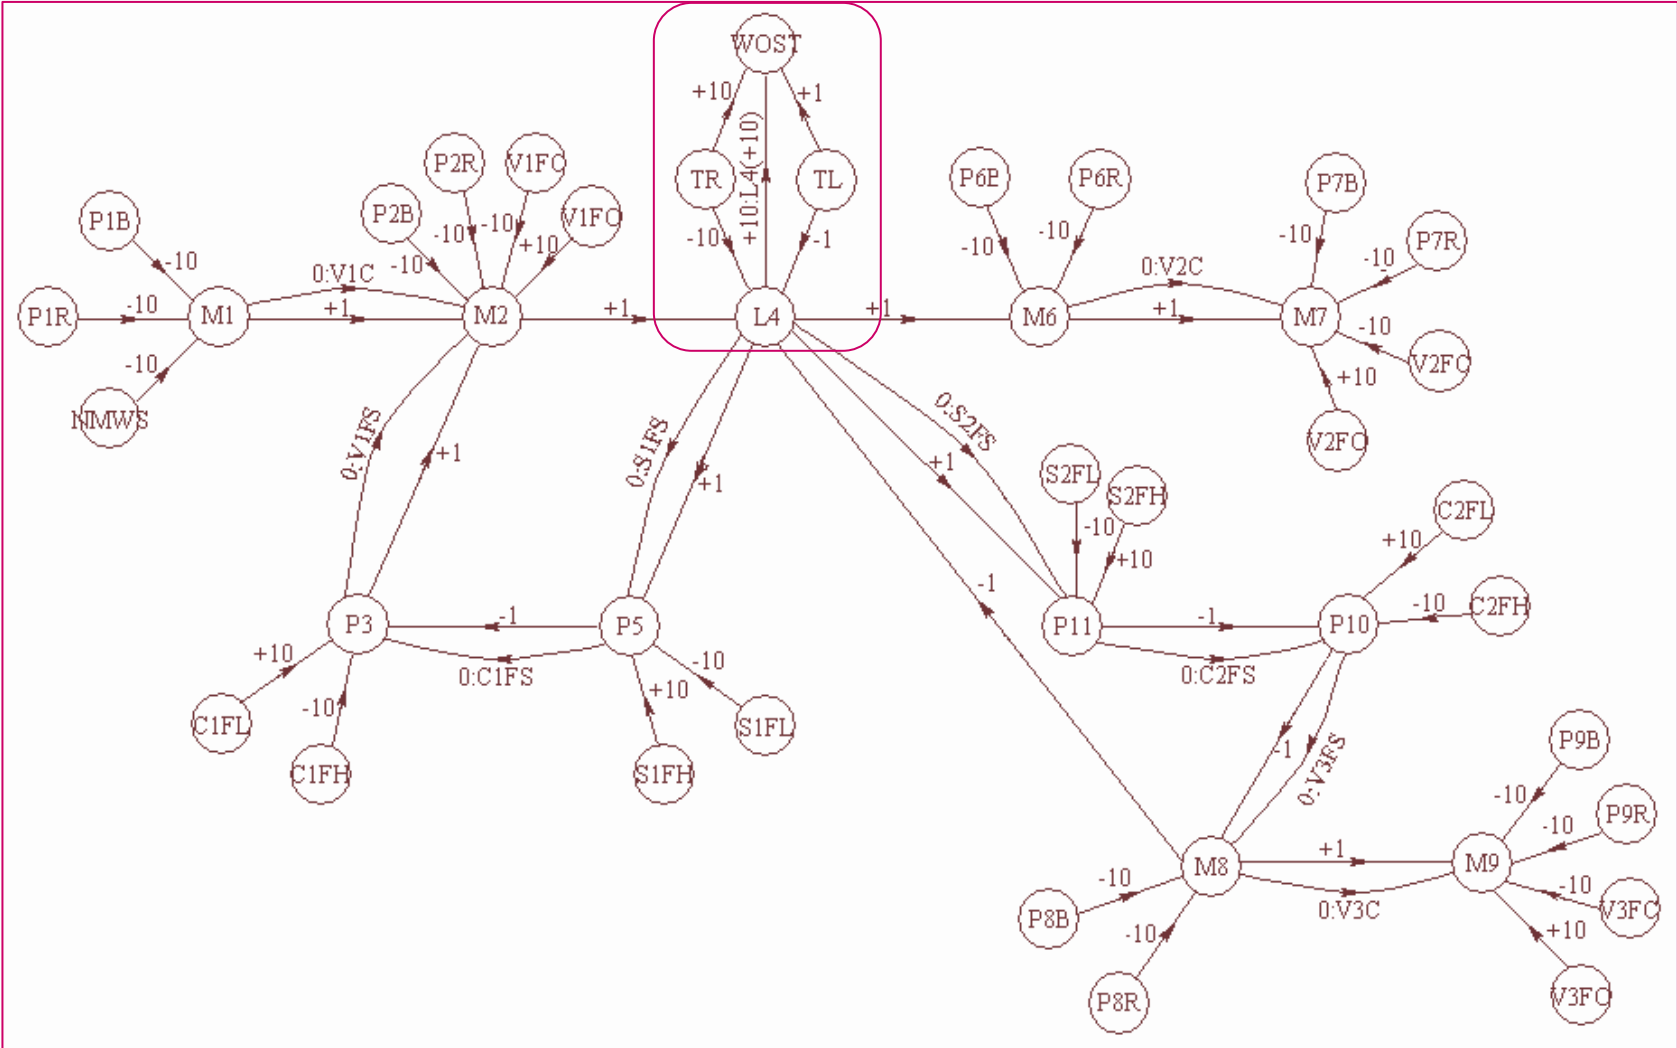 WOST
+10
+1
P2R
V1FC
TR
+10:L4(+10)
TL
P6B
P6R
P7B
P1B
P2B
V1FO
-10
-10
-10
+10
-10
-1
-10
-10
-10
P7R
-10
-10
0:V1C
0:V2C
P1R
-10
M1
+1
M2
+1
L4
+1
M6
+1
M7
-10
-10
V2FC
NMWS
+10
V2FO
0:V1FS
+1
0:S1FS
+1
0:S2FS
+1
S2FL
S2FH
C2FL
-10
+10
+10
-1
P3
-1
P5
P11
-1
P10
-10
C2FH
+10
0:C1FS
-10
0:C2FS
C1FL
-10
+10
S1FL
C1FH
S1FH
-1
0:V3FS
P9B
-10
P9R
-10
M8
+1
M9
-10
0:V3C
-10
V3FC
P8B
-10
+10
P8R
V3FO